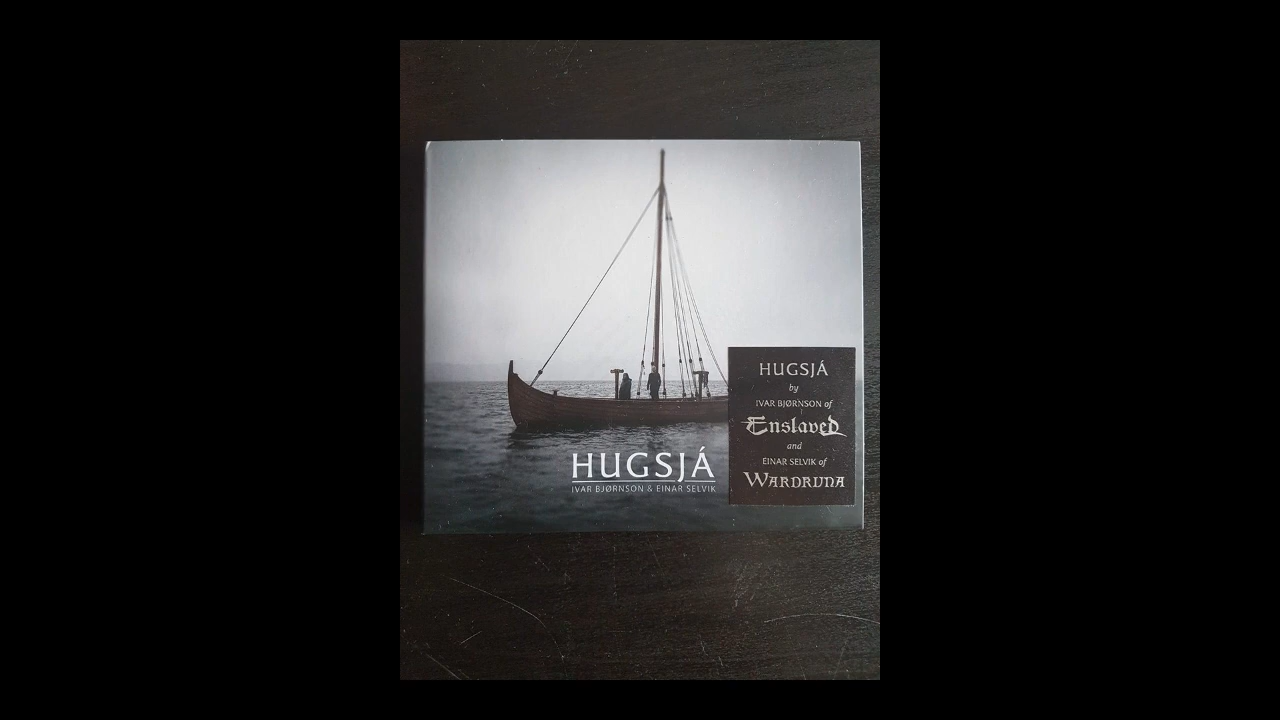 HUGSJÁ
IVAR BJØRNSON & EINAR SELVIK
HUGSJÁ
by
IVAR BJØRNSON of
Enslaved
and
EINAR SELVIK of
WARDRUNA